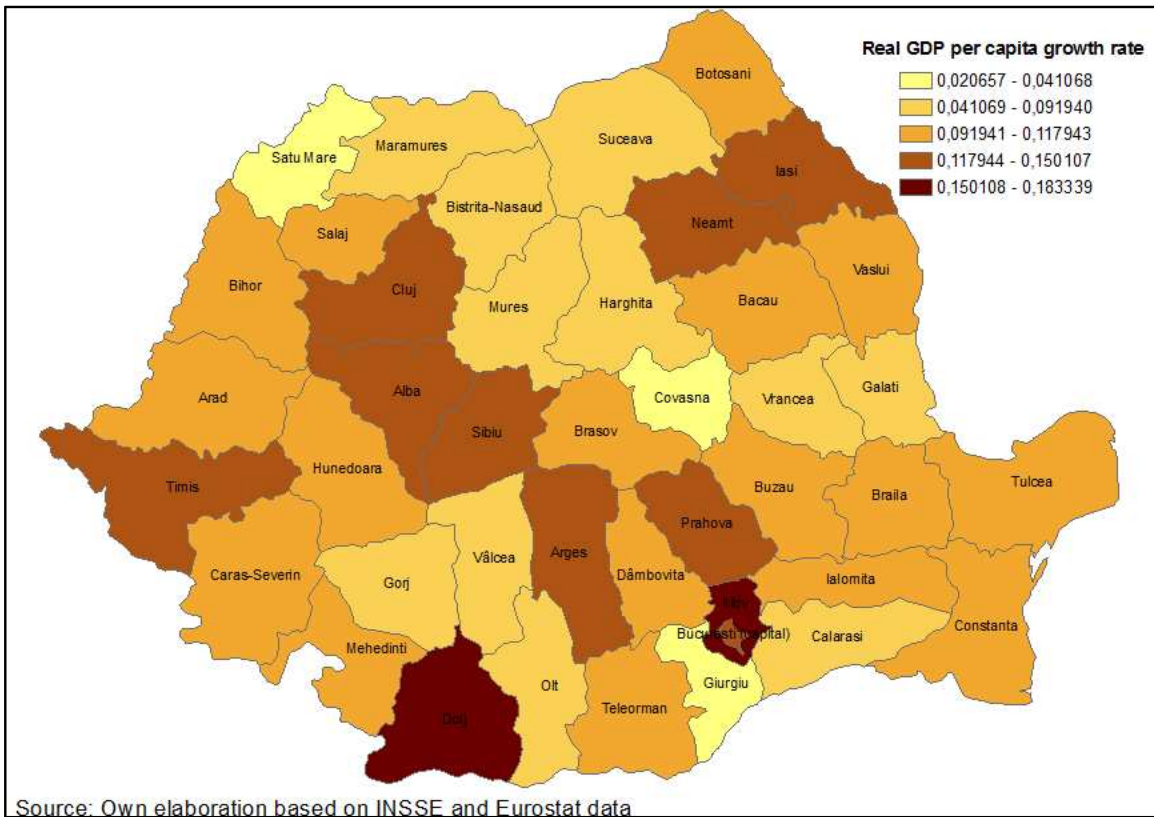 Real GDP per capita growth rate
0,020657 - 0,041068
0,041069 - 0,091940
0,091941 - 0,117943
0,117944 - 0,150107
0,150108 - 0,183339
Botosani
Suceava
Satu Mare
Maramures
Iasi
Bistrita-Nasaud
Neamt
Salaj
Vaslui
Bihor
Cluj
Mures
Harghita
Bacau
Alba
Arad
Covasna
Vrancea
Galati
Sibiu
Brasov
Hunedoara
Timis
Buzau
Braila
Tulcea
Prahova
Arges
Vâlcea
Caras-Severin
Gorj
Dâmbovita
Ialomita
Ilfov
Constanta
Bucuresti (capital)
Calarasi
Mehedinti
Giurgiu
Olt
Teleorman
Dolj
Source: Own elaboration based on INSSE and Eurostat data